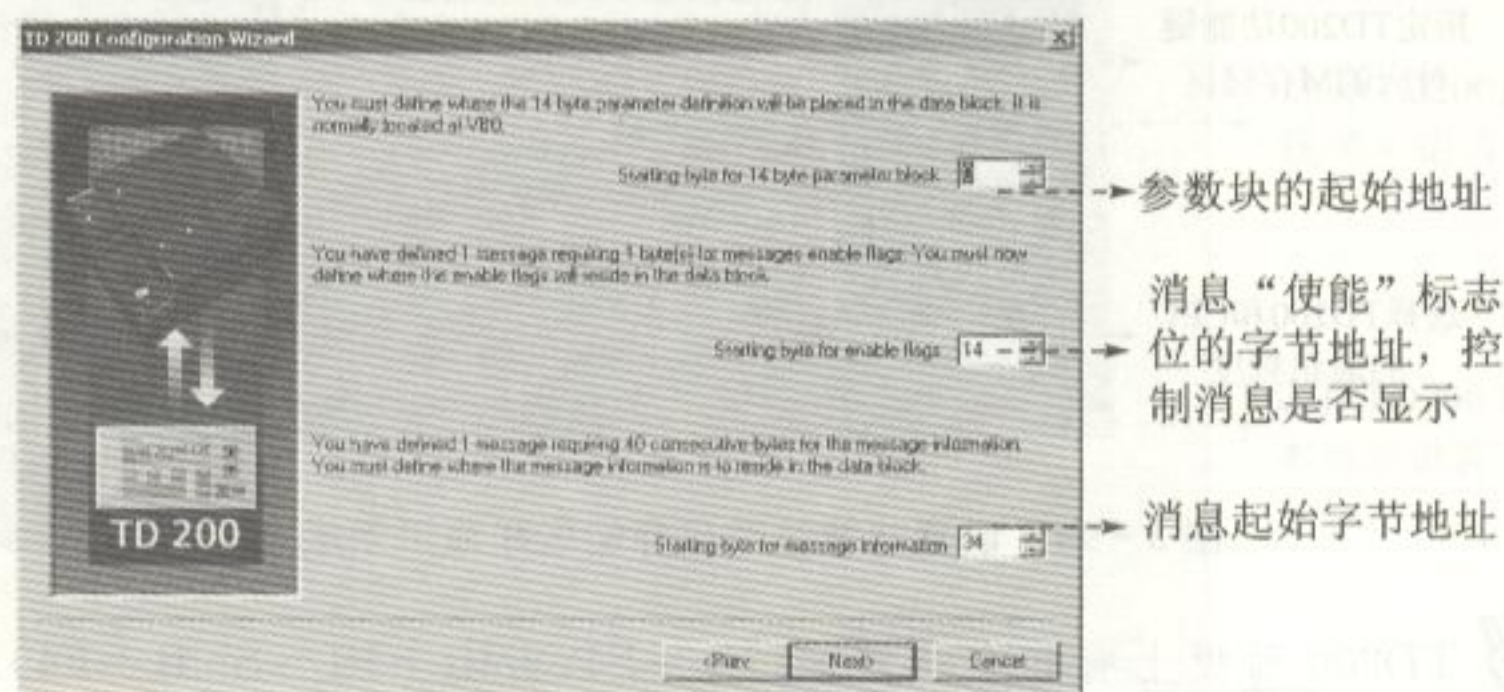 TD 200 Configuration Wizard
You must define where the 14 byte parameter definition will be placed in the data block. It is
normally located at VB0.
Starting byte for 14 byte parameter block
参数块的起始地址
You have defined 1 message requiring 1 byte(s) for messages enable flags. You must now
define where the enable flags will reside in the data block.
消息“使能”标志
Starting byte for enable flags 14
位的字节地址,控
制消息是否显示
You have defined 1 message requiring 40 consecutive bytes for the message information.
You must define where the message information is to reside in the data block.
TD 200
消息起始字节地址
Starting byte for message information 34
<Prev
Next>
Cancel